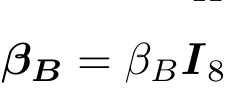 𝜷_𝑩 = β_B 𝑰_8